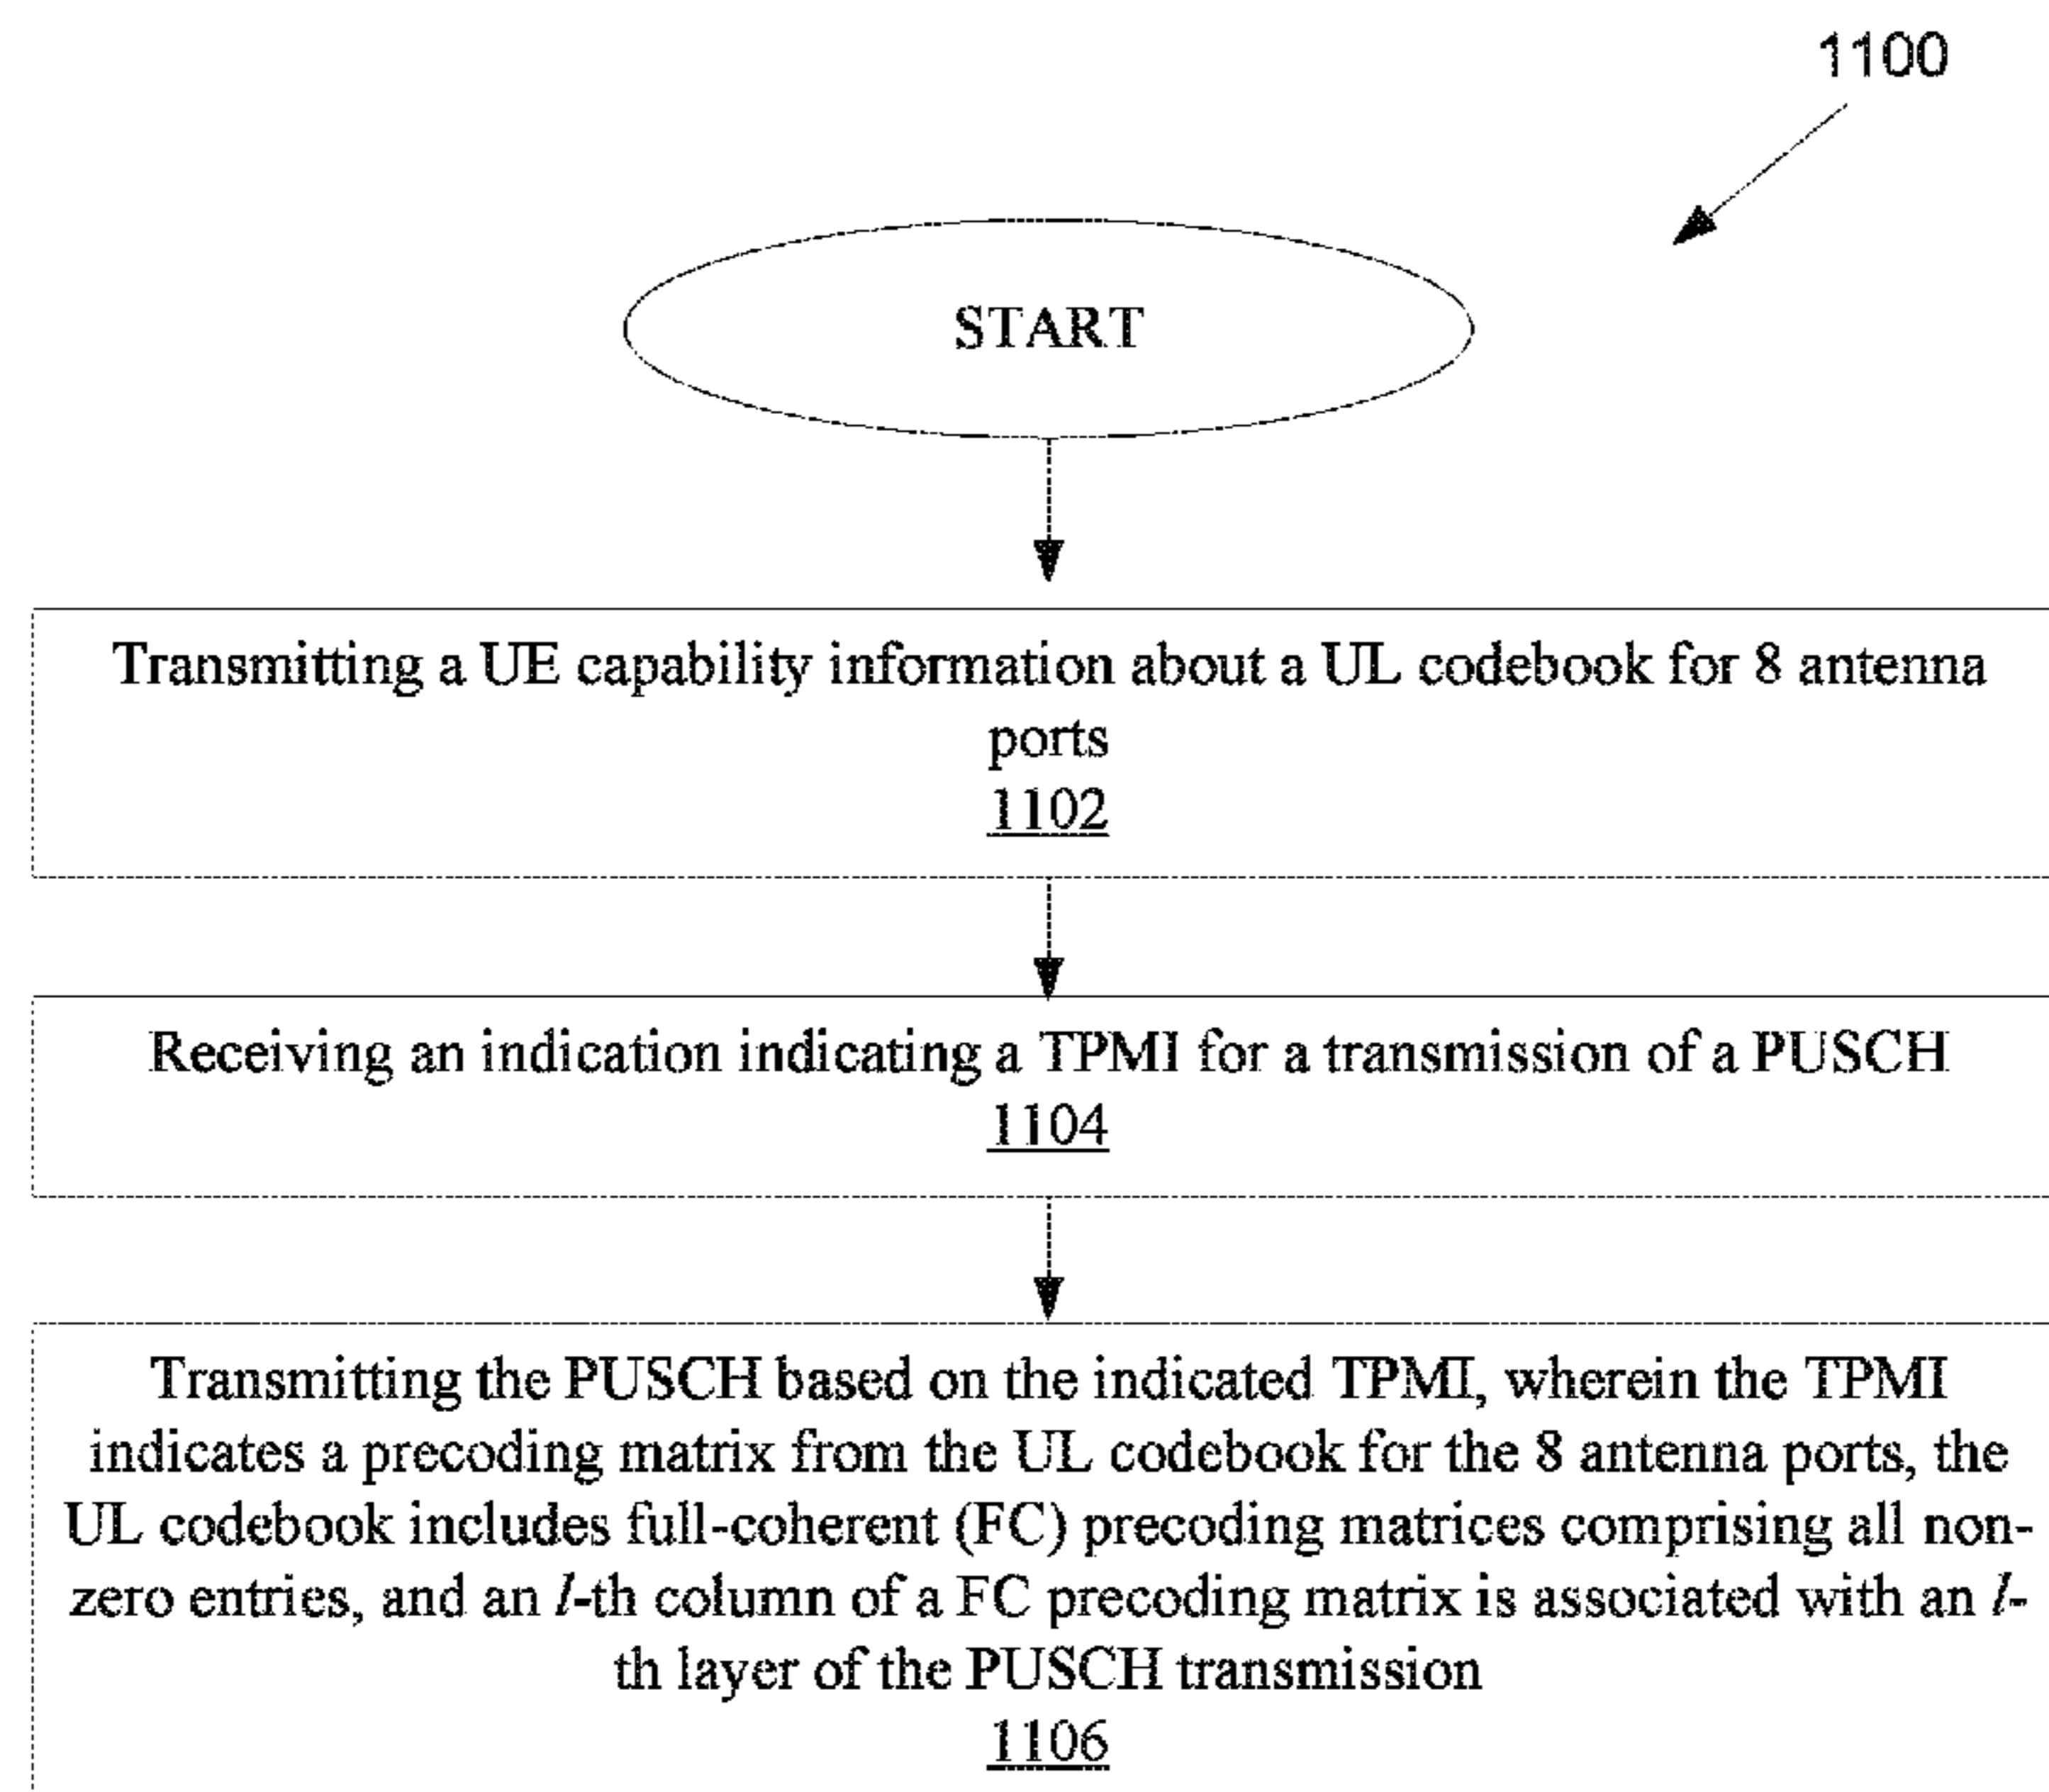 1100
START
Transmitting a UE capability information about a UL codebook for 8 antenna
ports
1102
Receiving an indication indicating a TPMI for a transmission of a PUSCH
1104
Transmitting the PUSCH based on the indicated TPMI, wherein the TPMI
indicates a precoding matrix from the UL codebook for the 8 antenna ports, the
UL codebook includes full-coherent (FC) precoding matrices comprising all non-
zero entries, and an l-th column of a FC precoding matrix is associated with an l-
th layer of the PUSCH transmission
1106